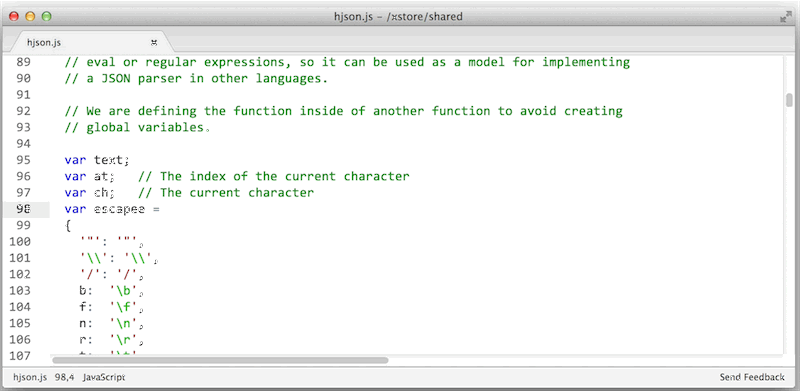 hjson.js – /xstore/shared
hjson.js
89 // eval or regular expressions, so it can be used as a model for implementing
90 // a JSON parser in other languages.
91
92 // We are defining the function inside of another function to avoid creating
93 // global variables.
94
95 var text;
96 var at; // The index of the current character
97 var ch; // The current character
98 var escapee =
99 {
100 '"': '"',
101 '\\': '\\',
102 '/': '/',
103 b: '\b',
104 f: '\f',
105 n: '\n',
106 r: '\r',
107 t: '\t'
hjson.js 98,4 JavaScript Send Feedback